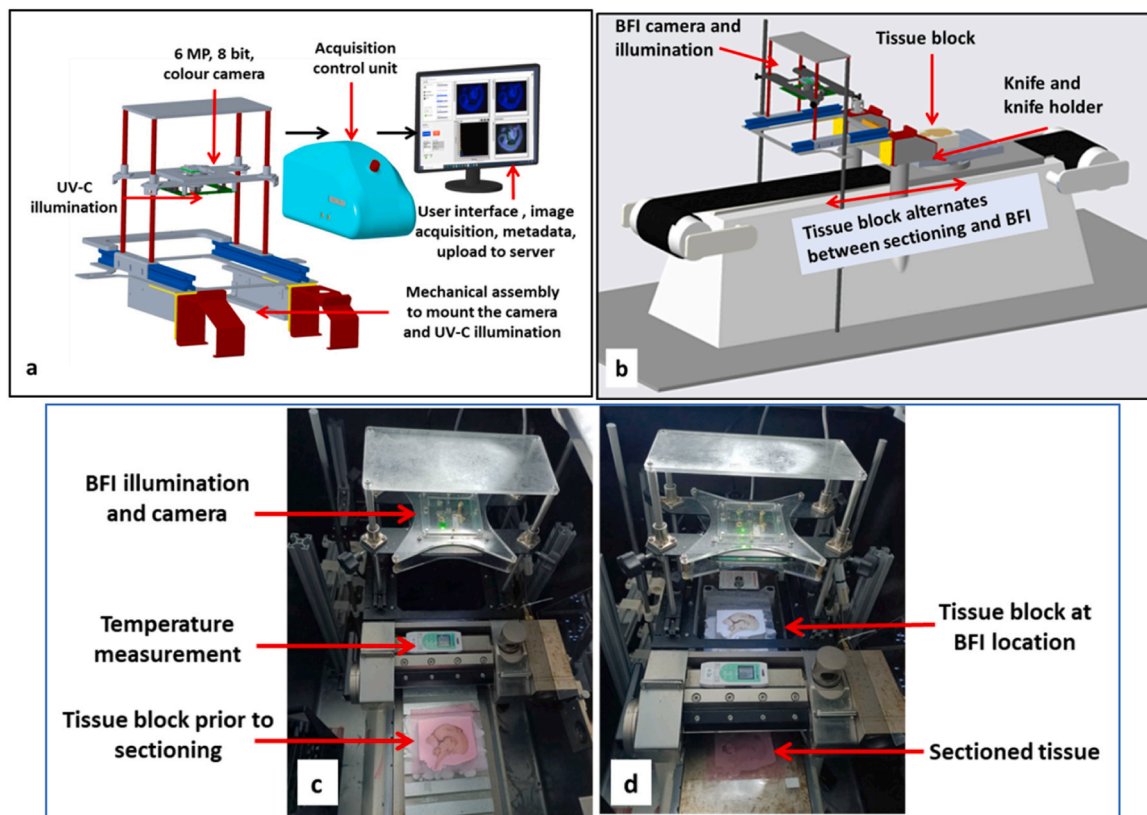 6 MP, 8 bit,
colour camera
Acquisition
control unit
UV-C
illumination
User interface , image
acquisition, metadata,
upload to server
Mechanical assembly
to mount the camera
and UV-C illumination
a
BFI camera and
illumination
Tissue block
Knife and
knife holder
Tissue block alternates
between sectioning and BFI
b
BFI illumination
and camera
Temperature
measurement
Tissue block prior to
sectioning
c
Tissue block at
BFI location
Sectioned tissue
d